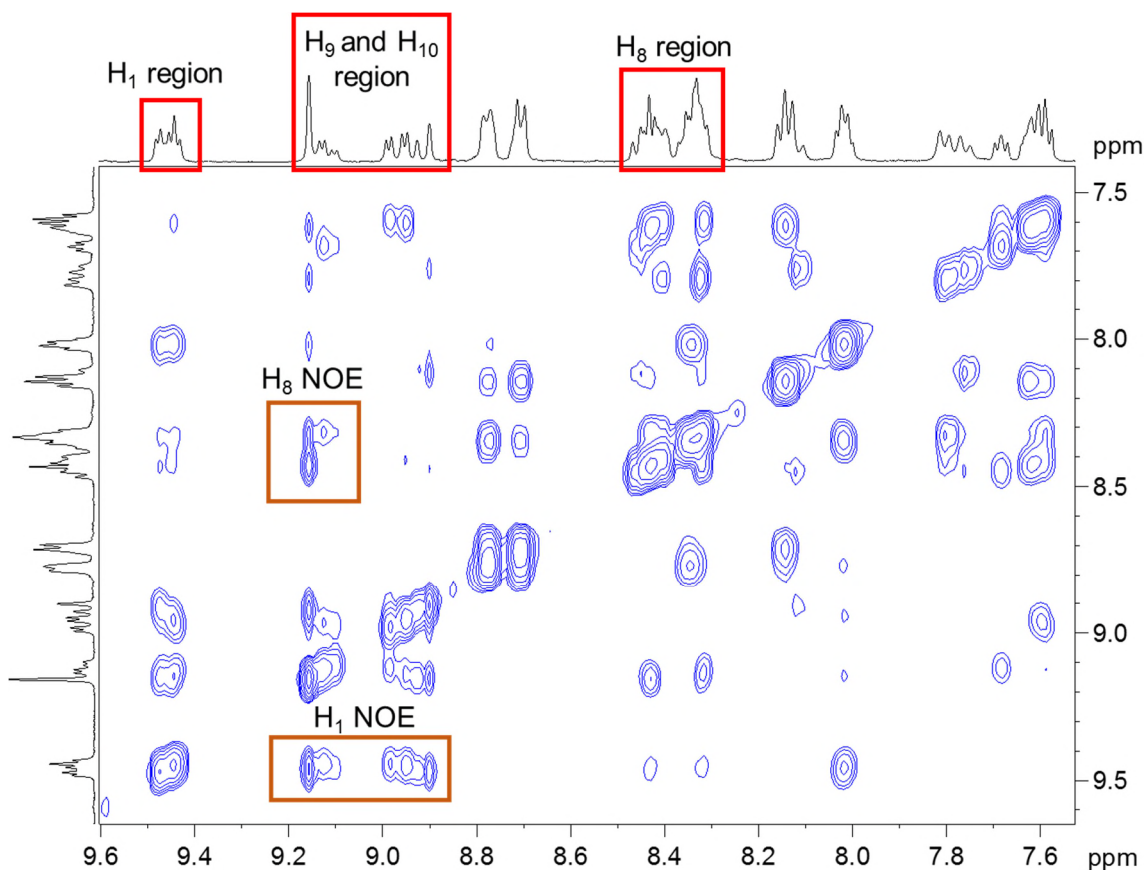 H₁ region
H₉ and H₁₀
region
H₈ region
ppm
7.5
8.0
8.5
9.0
9.5
H₈ NOE
H₁ NOE
9.6 9.4 9.2 9.0 8.8 8.6 8.4 8.2 8.0 7.8 7.6 ppm